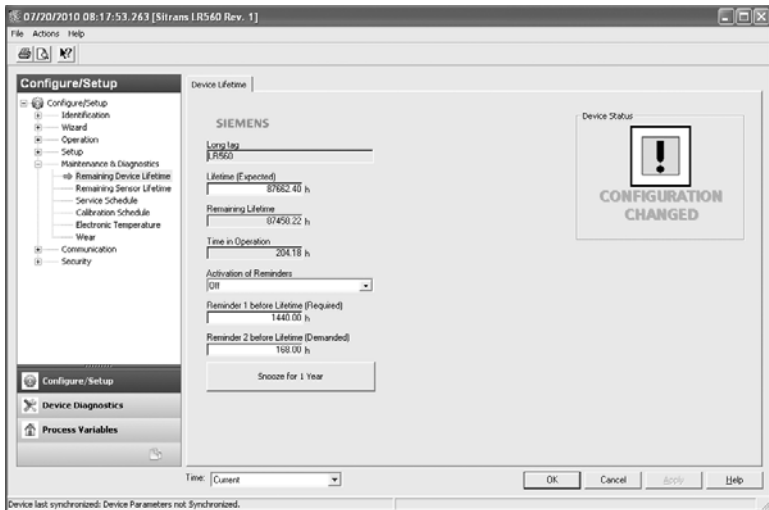 07/20/2010 08:17:53.263 [Sitrans LR560 Rev. 1]
File Actions Help
Configure/Setup
Configure/Setup
Identification
Wizard
Operation
Setup
Maintenance & Diagnostics
Remaining Device Lifetime
Remaining Sensor Lifetime
Service Schedule
Calibration Schedule
Electronic Temperature
Wear
Communication
Security
Configure/Setup
Device Diagnostics
Process Variables
Device Lifetime
SIEMENS
Long tag
LR560
Lifetime (Expected)
87662.40 h
Remaining Lifetime
87458.22 h
Time in Operation
204.18 h
Activation of Reminders
Off
Reminder 1 before Lifetime (Required)
1440.00 h
Reminder 2 before Lifetime (Demanded)
168.00 h
Snooze for 1 Year
Device Status
CONFIGURATION
CHANGED
Time: Current
OK Cancel Apply Help
Device last synchronized: Device Parameters not Synchronized.